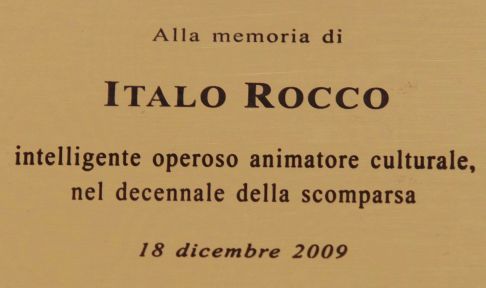 Alla memoria di
ITALO ROCCO
intelligente operoso animatore culturale,
nel decennale della scomparsa
18 dicembre 2009